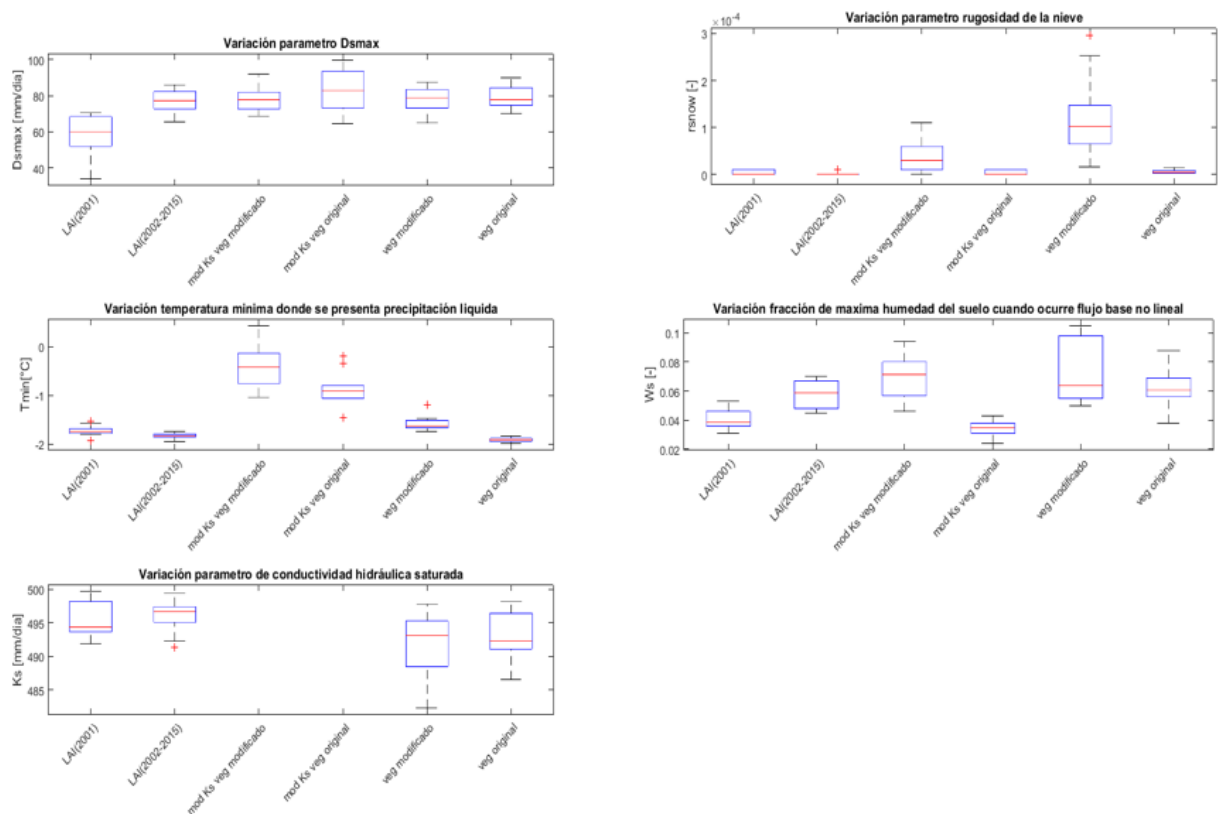 Variación parametro Dsmax
Dsmax [mm/dia]
100
80
60
40
LAI(2001)
LAI(2002-2015)
mod Ks veg modificado
mod Ks veg original
veg modificado
veg original
Variación parametro rugosidad de la nieve
×10⁻⁴
rsnow [-]
3
2
1
0
LAI(2001)
LAI(2002-2015)
mod Ks veg modificado
mod Ks veg original
veg modificado
veg original
Variación temperatura minima donde se presenta precipitación liquida
Tmin[°C]
0
-1
-2
LAI(2001)
LAI(2002-2015)
mod Ks veg modificado
mod Ks veg original
veg modificado
veg original
Variación fracción de maxima humedad del suelo cuando ocurre flujo base no lineal
Ws [-]
0.1
0.08
0.06
0.04
0.02
LAI(2001)
LAI(2002-2015)
mod Ks veg modificado
mod Ks veg original
veg modificado
veg original
Variación parametro de conductividad hidráulica saturada
Ks [mm/dia]
500
495
490
485
LAI(2001)
LAI(2002-2015)
mod Ks veg modificado
mod Ks veg original
veg modificado
veg original